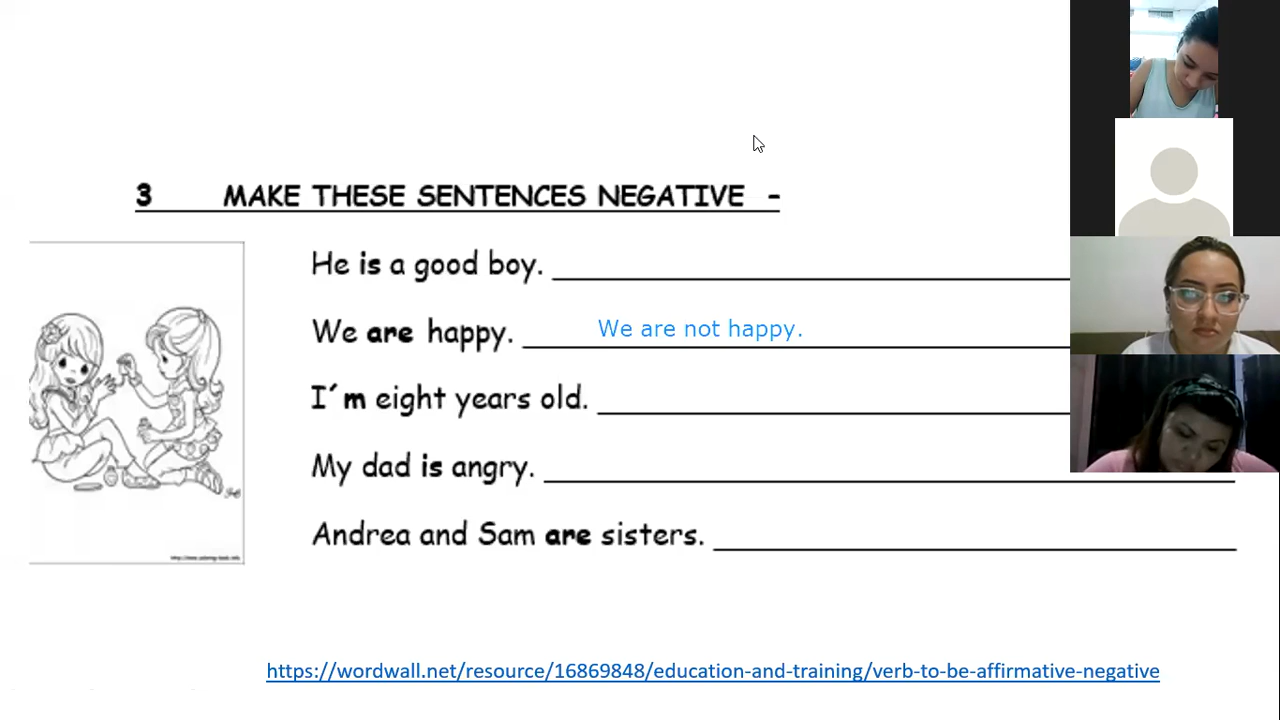 3 MAKE THESE SENTENCES NEGATIVE -
He is a good boy.
We are happy. We are not happy.
I´m eight years old.
My dad is angry.
Andrea and Sam are sisters.
https://wordwall.net/resource/16869848/education-and-training/verb-to-be-affirmative-negative